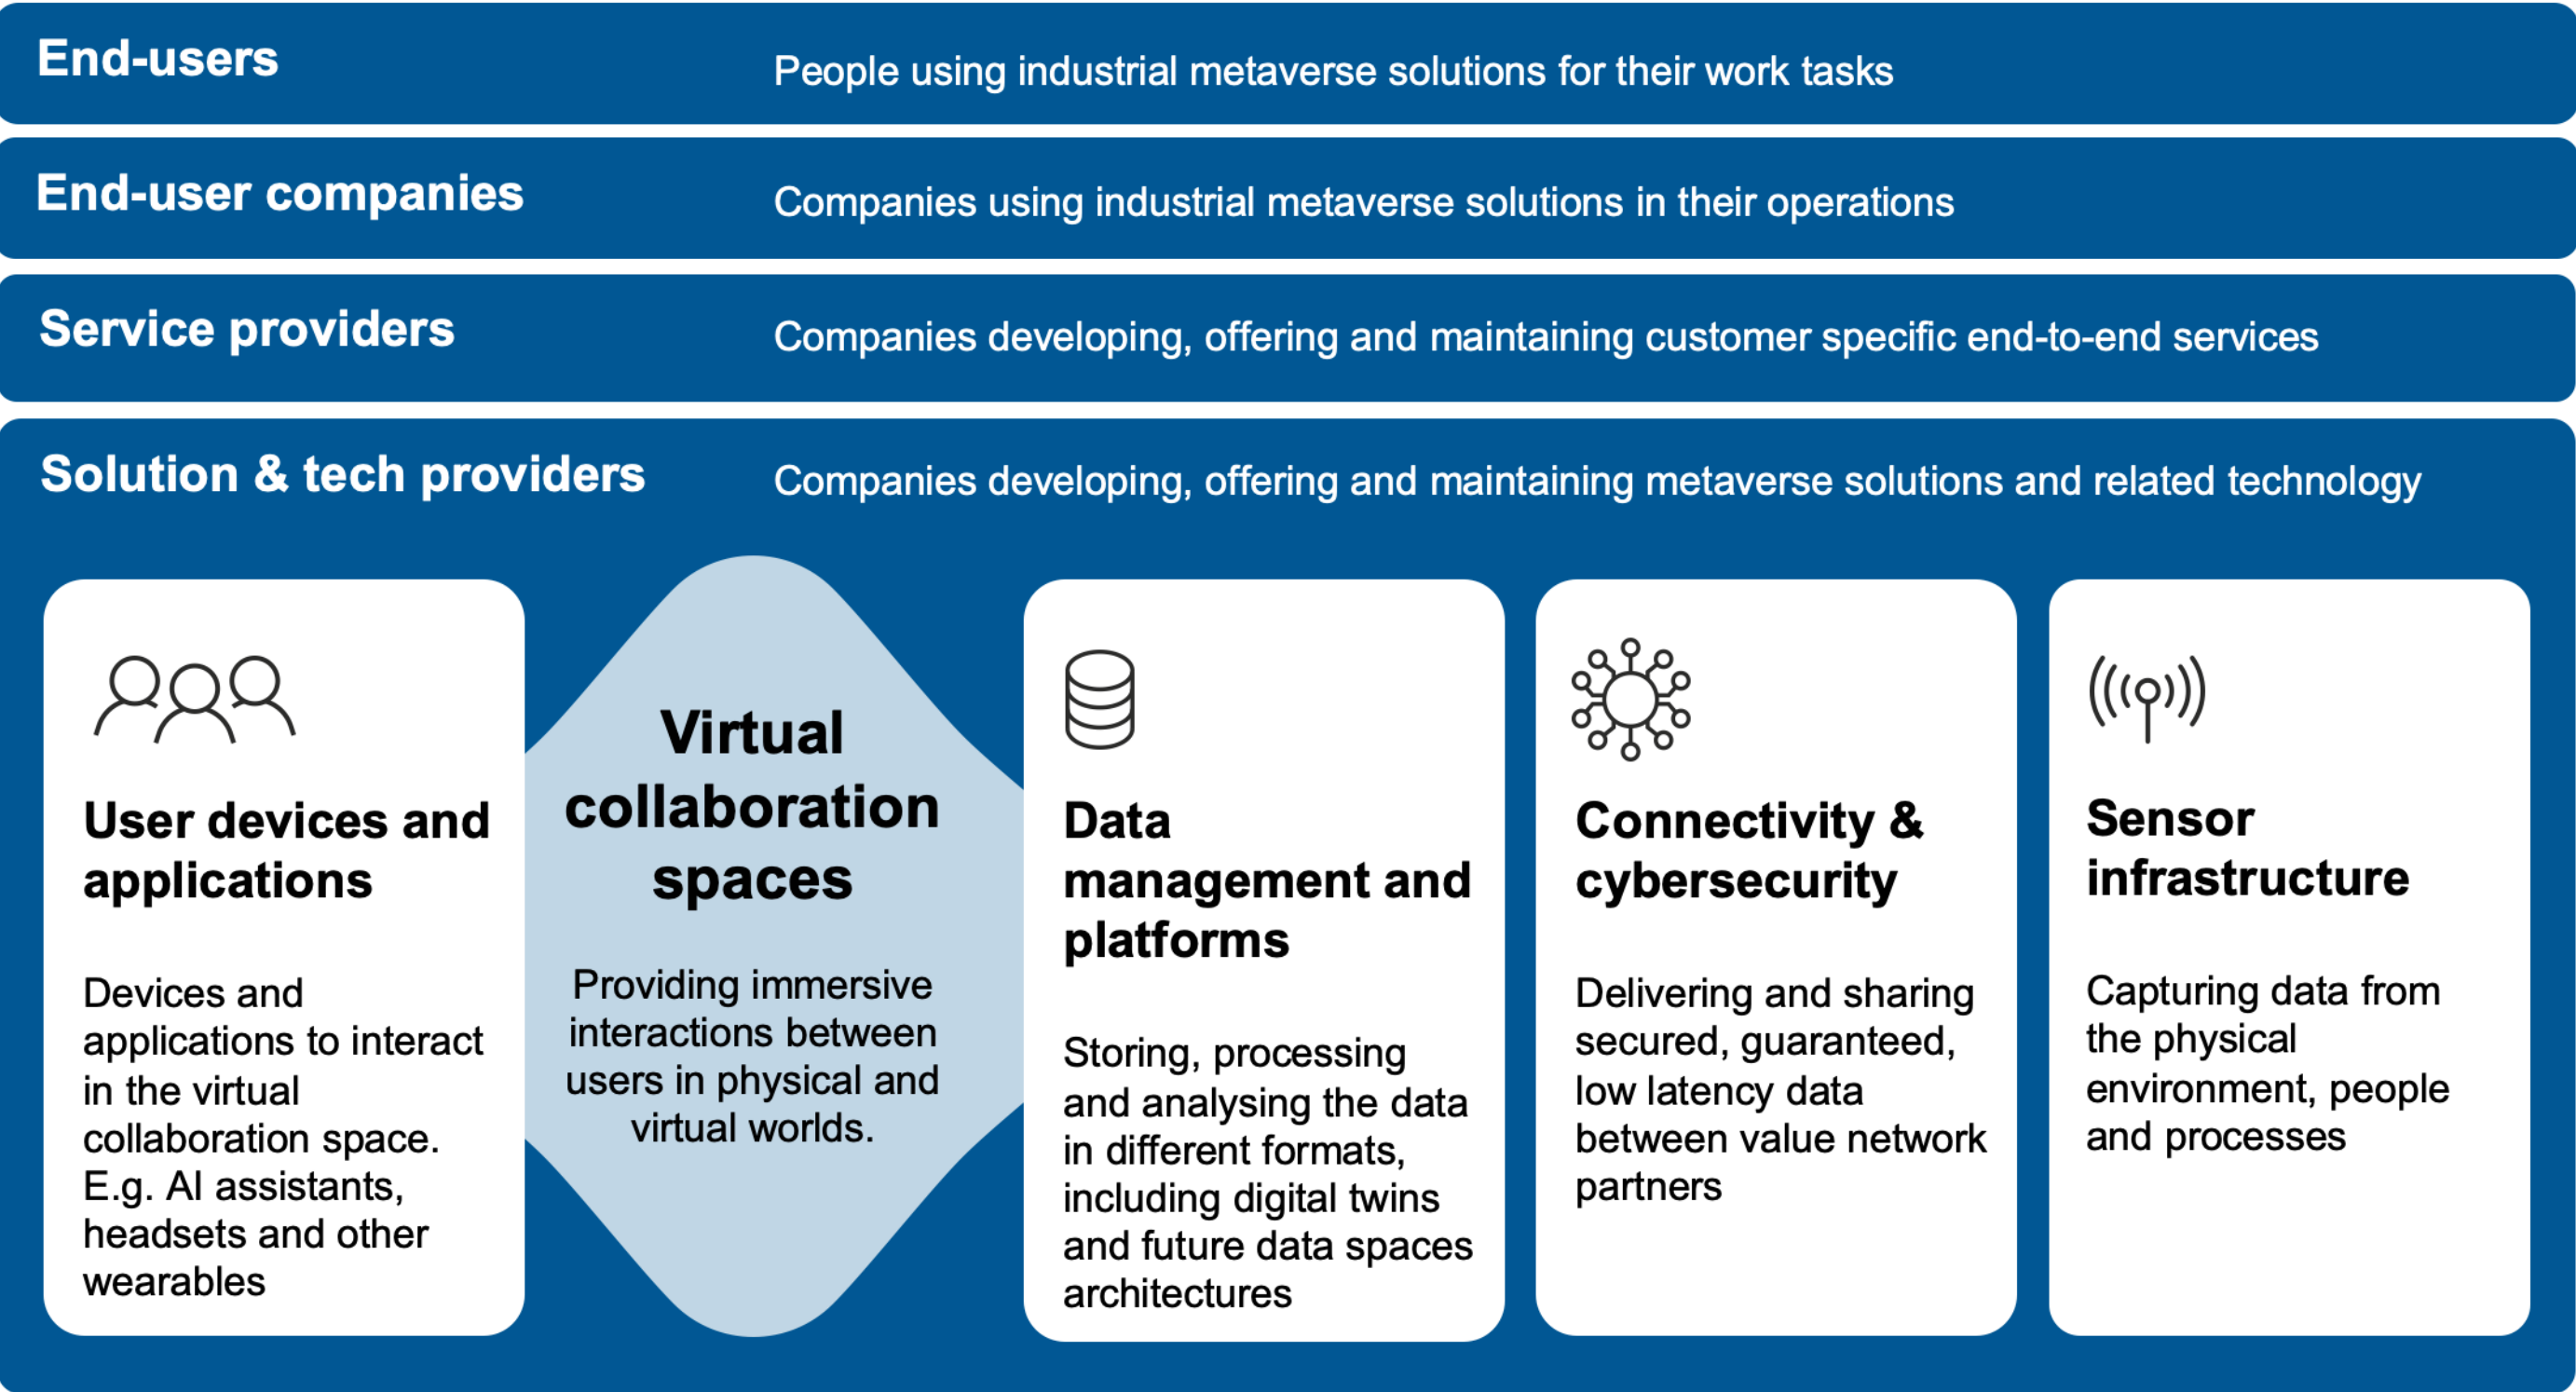 End-users
People using industrial metaverse solutions for their work tasks
End-user companies
Companies using industrial metaverse solutions in their operations
Service providers
Companies developing, offering and maintaining customer specific end-to-end services
Solution & tech providers
Companies developing, offering and maintaining metaverse solutions and related technology
User devices and
applications
Devices and
applications to interact
in the virtual
collaboration space.
E.g. AI assistants,
headsets and other
wearables
Virtual
collaboration
spaces
Providing immersive
interactions between
users in physical and
virtual worlds.
Data
management and
platforms
Storing, processing
and analysing the data
in different formats,
including digital twins
and future data spaces
architectures
Connectivity &
cybersecurity
Delivering and sharing
secured, guaranteed,
low latency data
between value network
partners
Sensor
infrastructure
Capturing data from
the physical
environment, people
and processes